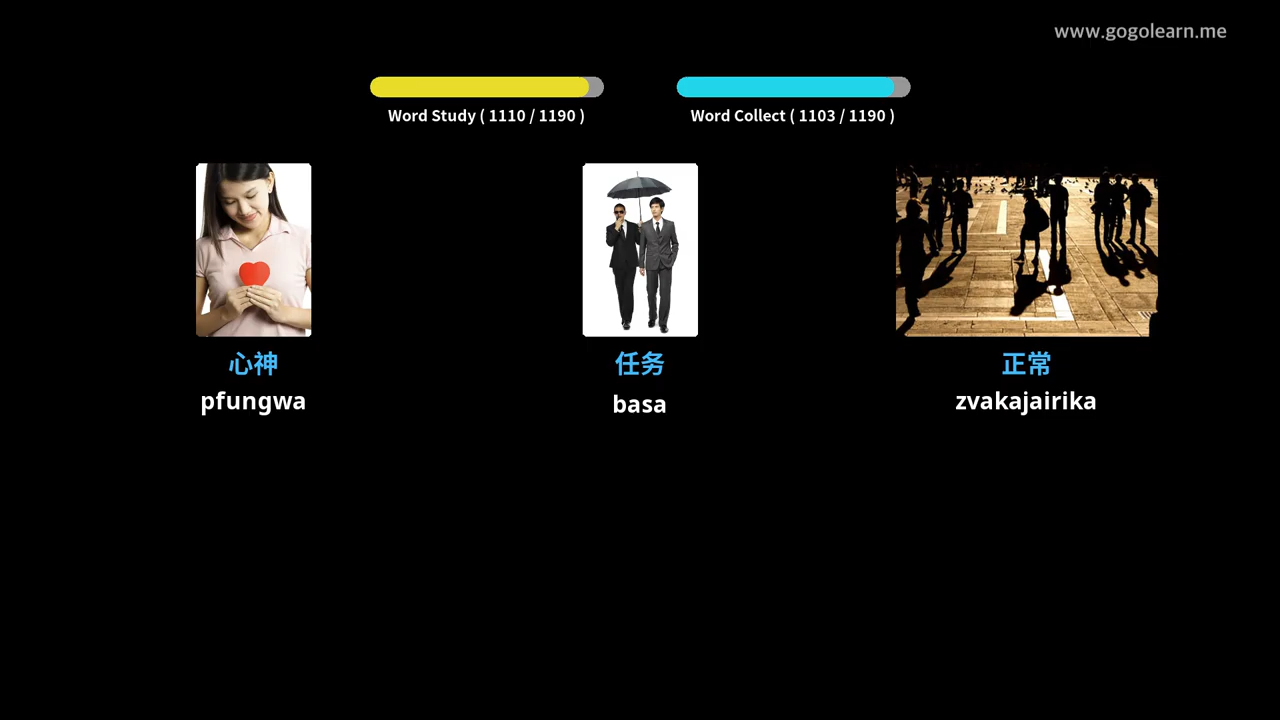 www.gogolearn.me
Word Study ( 1110 / 1190 )
Word Collect ( 1103 / 1190 )
心神
任务
正常
pfungwa
basa
zvakajairika